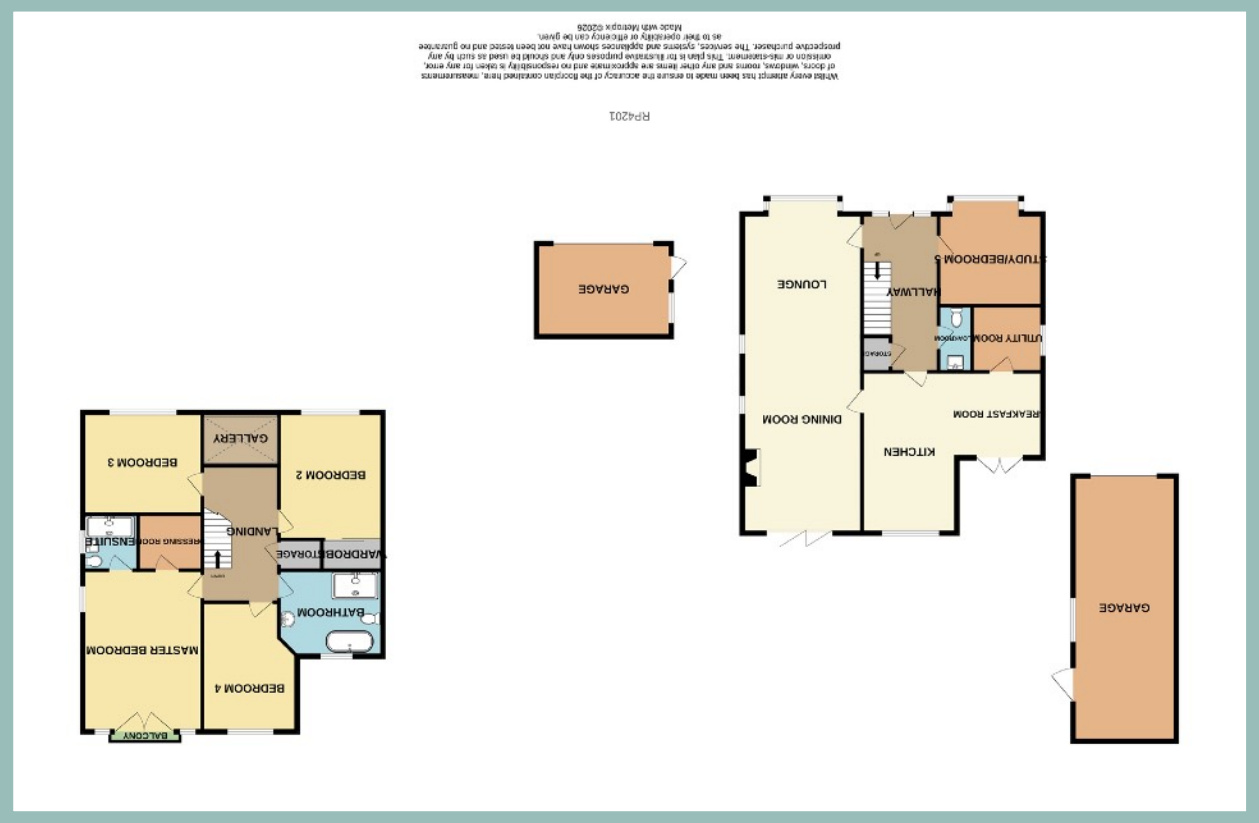 GARAGE
KITCHEN
BREAKFAST ROOM
DINING ROOM
UTILITY ROOM
CLOAKROOM
STORAGE
HALLWAY
UP
STUDY/BEDROOM 5
LOUNGE
GARAGE
BALCONY
BEDROOM 4
MASTER BEDROOM
BATHROOM
DOWN
WARDROBE
STORAGE
DRESSING ROOM
ENSUITE
LANDING
BEDROOM 2
BEDROOM 3
GALLERY
RP4201
Whilst every attempt has been made to ensure the accuracy of the floorplan contained here, measurements
of doors, windows, rooms and any other items are approximate and no responsibility is taken for any error,
omission or mis-statement. This plan is for illustrative purposes only and should be used as such by any
prospective purchaser. The services, systems and appliances shown have not been tested and no guarantee
as to their operability or efficiency can be given.
Made with Metropix ©2026